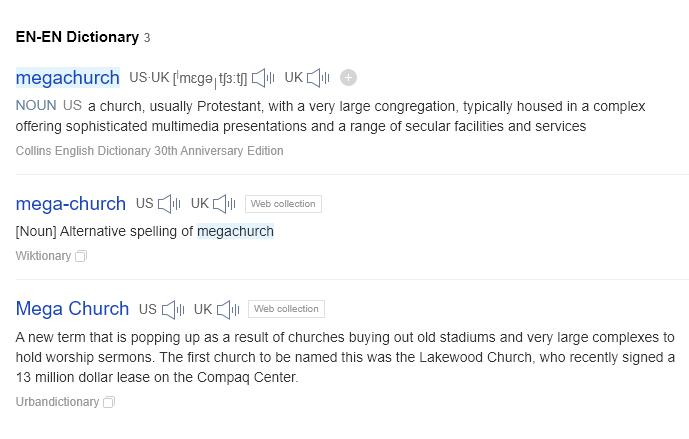 EN-EN Dictionary 3
megachurch US·UK [ˈmɛɡəˌtʃɜːtʃ] UK
NOUN US a church, usually Protestant, with a very large congregation, typically housed in a complex
offering sophisticated multimedia presentations and a range of secular facilities and services
Collins English Dictionary 30th Anniversary Edition
mega-church US UK Web collection
[Noun] Alternative spelling of megachurch
Wiktionary
Mega Church US UK Web collection
A new term that is popping up as a result of churches buying out old stadiums and very large complexes to
hold worship sermons. The first church to be named this was the Lakewood Church, who recently signed a
13 million dollar lease on the Compaq Center.
Urbandictionary